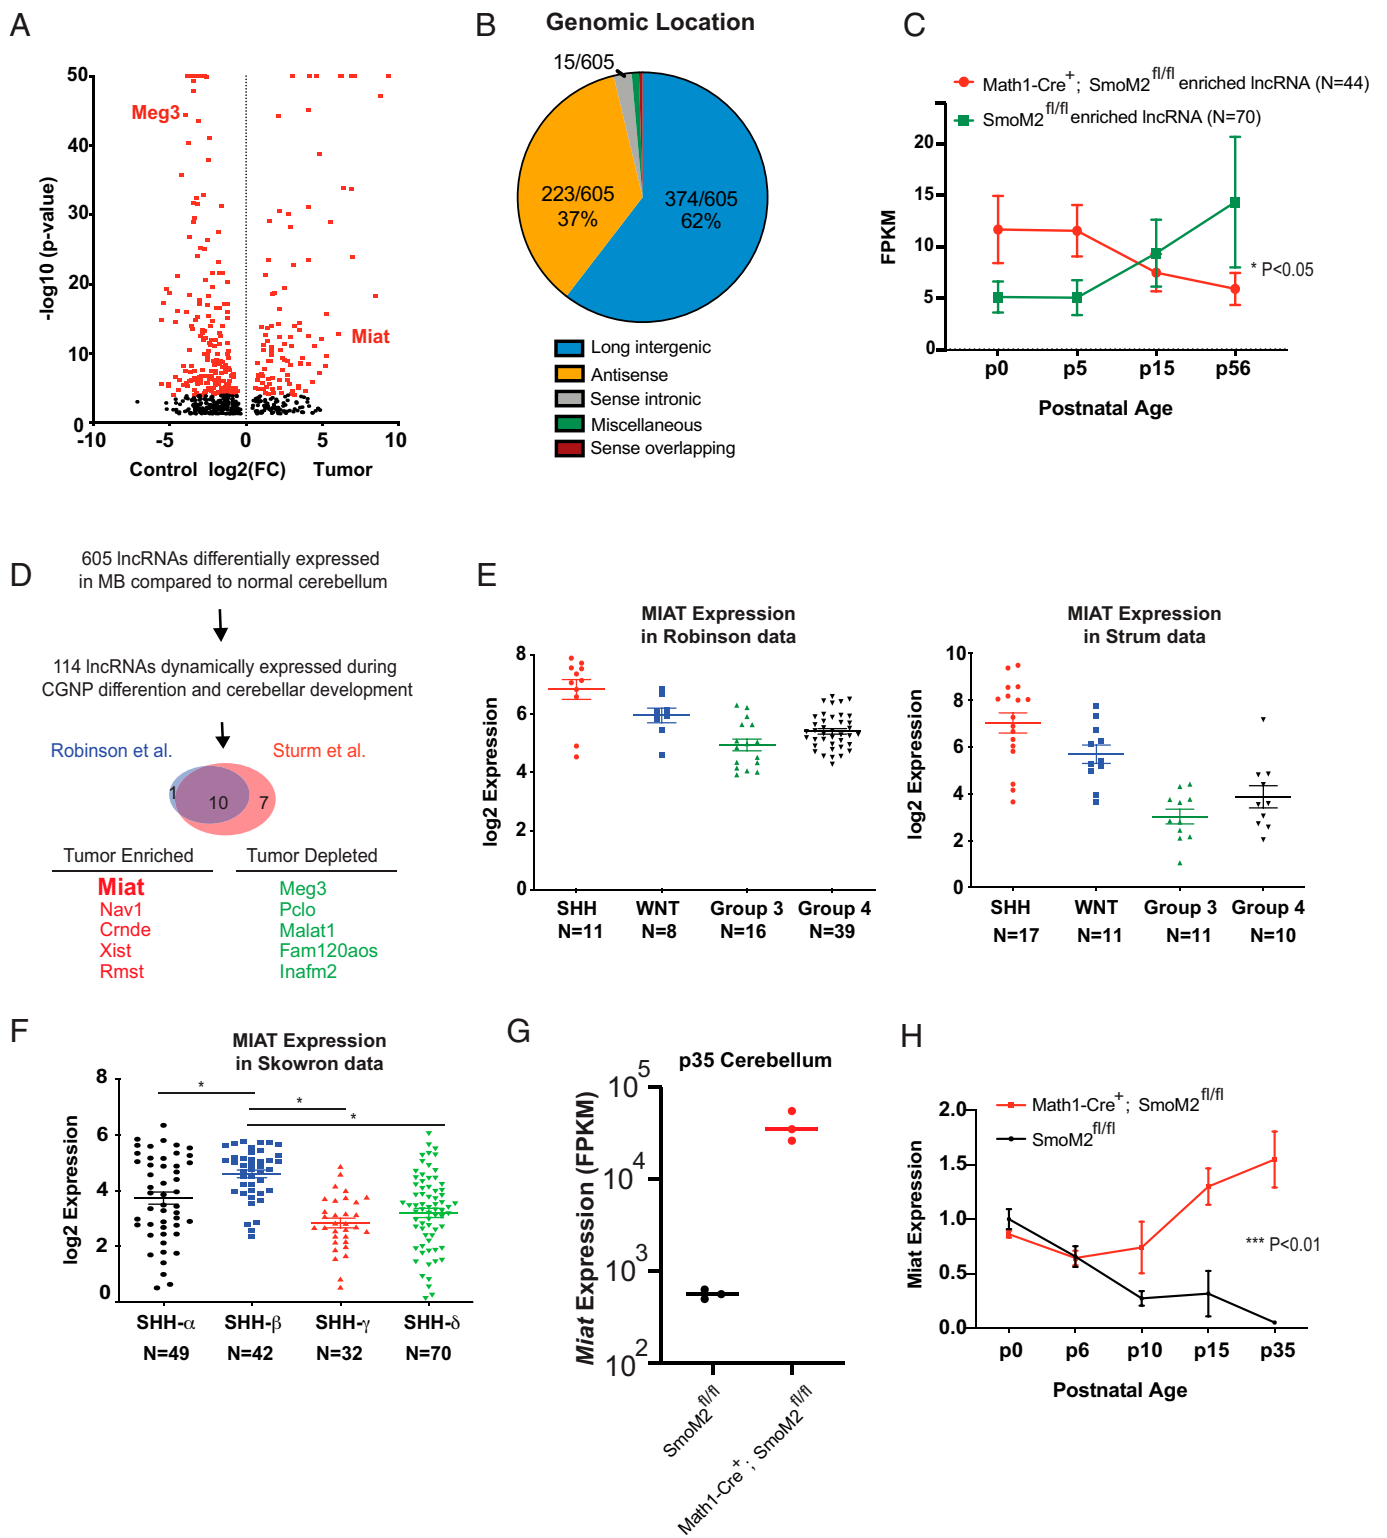 A
50
40
30
20
10
0
-log10 (p-value)
Meg3
Miat
-10
-5
0
5
10
Control log2(FC) Tumor
B
Genomic Location
15/605
223/605
37%
374/605
62%
Long intergenic
Antisense
Sense intronic
Miscellaneous
Sense overlapping
C
Math1-Cre+; SmoM2fl/fl enriched lncRNA (N=44)
SmoM2fl/fl enriched lncRNA (N=70)
20
15
10
5
0
FPKM
* P<0.05
p0
p5
p15
p56
Postnatal Age
D
605 lncRNAs differentially expressed
in MB compared to normal cerebellum
114 lncRNAs dynamically expressed during
CGNP differention and cerebellar development
Robinson et al.
Sturm et al.
1
10
7
Tumor Enriched
Tumor Depleted
Miat
Meg3
Nav1
Pclo
Crnde
Malat1
Xist
Fam120aos
Rmst
Inafm2
E
MIAT Expression
in Robinson data
8
6
4
2
0
log2 Expression
SHH
WNT
Group 3
Group 4
N=11
N=8
N=16
N=39
MIAT Expression
in Strum data
10
8
6
4
2
0
log2 Expression
SHH
WNT
Group 3
Group 4
N=17
N=11
N=11
N=10
F
MIAT Expression
in Skowron data
8
6
4
2
0
log2 Expression
*
*
*
SHH-α
SHH-β
SHH-γ
SHH-δ
N=49
N=42
N=32
N=70
G
p35 Cerebellum
10^5
10^4
10^3
10^2
Miat Expression (FPKM)
SmoM2fl/fl
Math1-Cre+; SmoM2fl/fl
H
Math1-Cre+; SmoM2fl/fl
SmoM2fl/fl
2.0
1.5
1.0
0.5
0.0
Miat Expression
*** P<0.01
p0
p6
p10
p15
p35
Postnatal Age